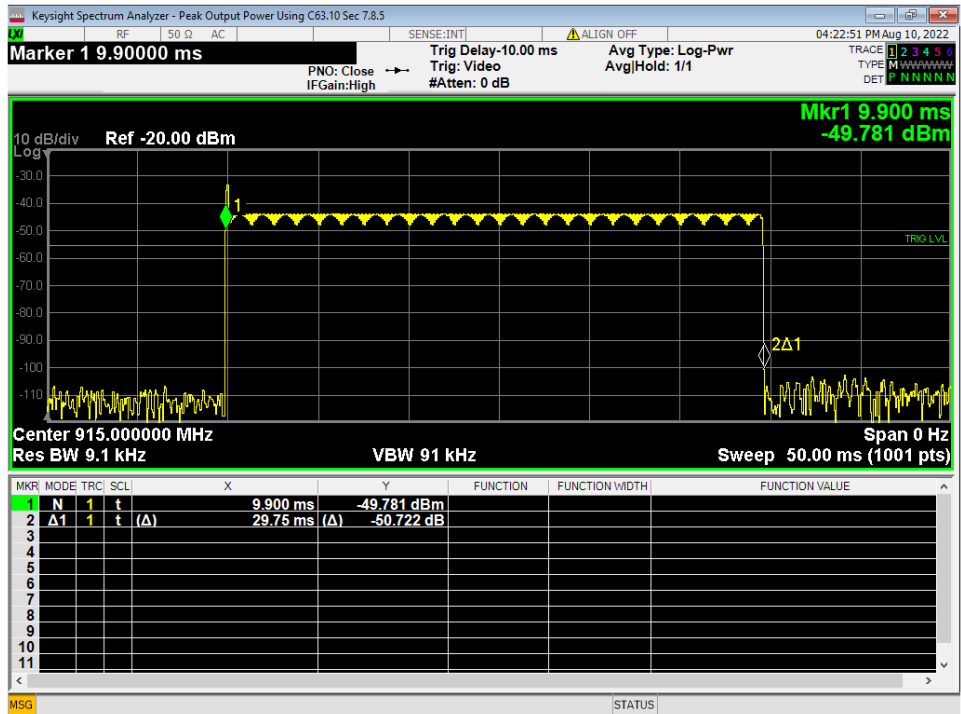 Keysight Spectrum Analyzer - Peak Output Power Using C63.10 Sec 7.8.5
LXI RF 50 Ω AC SENSE:INT ALIGN OFF 04:22:51 PM Aug 10, 2022
Marker 1 9.90000 ms
PNO: Close
IFGain:High
Trig Delay-10.00 ms
Trig: Video
#Atten: 0 dB
Avg Type: Log-Pwr
Avg|Hold: 1/1
TRACE 1 2 3 4 5 6
TYPE M WWWWW
DET P N N N N N
Mkr1 9.900 ms
-49.781 dBm
10 dB/div Ref -20.00 dBm
Log
-30.0
-40.0
1
-50.0
TRIG LVL
-60.0
-70.0
-80.0
-90.0
2Δ1
-100
-110
Center 915.000000 MHz Span 0 Hz
Res BW 9.1 kHz VBW 91 kHz Sweep 50.00 ms (1001 pts)
MKR MODE TRC SCL X Y FUNCTION FUNCTION WIDTH FUNCTION VALUE
1 N 1 t 9.900 ms -49.781 dBm
2 Δ1 1 t (Δ) 29.75 ms (Δ) -50.722 dB
3
4
5
6
7
8
9
10
11
MSG STATUS